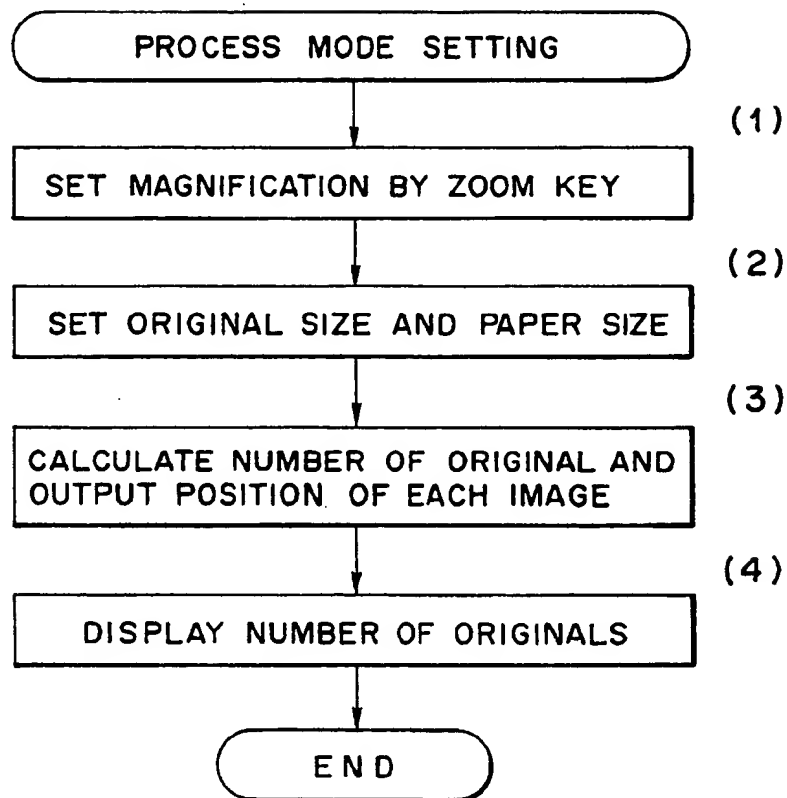 PROCESS MODE SETTING
(1)
SET MAGNIFICATION BY ZOOM KEY
(2)
SET ORIGINAL SIZE AND PAPER SIZE
(3)
CALCULATE NUMBER OF ORIGINAL AND
OUTPUT POSITION OF EACH IMAGE
(4)
DISPLAY NUMBER OF ORIGINALS
END